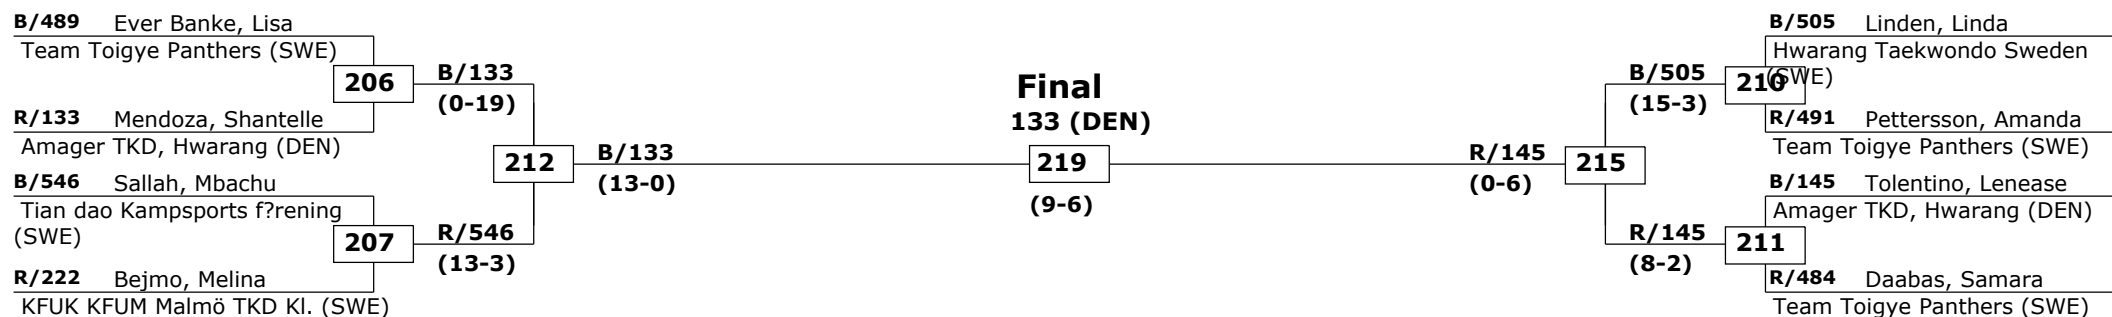 B/489 Ever Banke, Lisa
Team Toigye Panthers (SWE)
206
R/133 Mendoza, Shantelle
Amager TKD, Hwarang (DEN)
B/133
(0-19)
B/546 Sallah, Mbachu
Tian dao Kampsports f?rening
(SWE)
207
R/222 Bejmo, Melina
KFUK KFUM Malmö TKD Kl. (SWE)
R/546
(13-3)
212
B/133
(13-0)
Final
133 (DEN)
219
(9-6)
R/145
(0-6)
215
B/505
(15-3)
R/145
(8-2)
B/505 Linden, Linda
Hwarang Taekwondo Sweden
(SWE)
210
R/491 Pettersson, Amanda
Team Toigye Panthers (SWE)
B/145 Tolentino, Lenease
Amager TKD, Hwarang (DEN)
211
R/484 Daabas, Samara
Team Toigye Panthers (SWE)